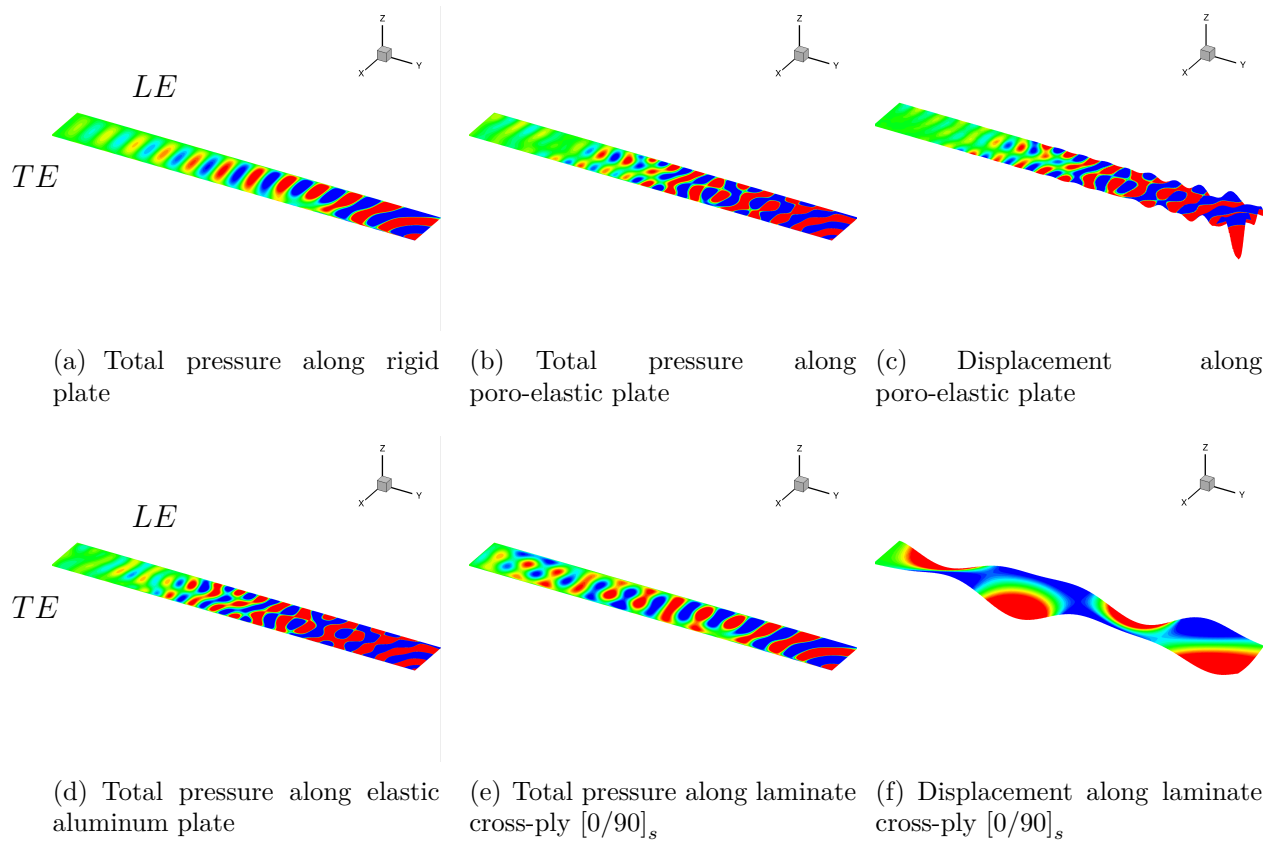 Z
X
Y
Z
X
Y
Z
X
Y
LE
TE
(a) Total pressure along rigid
plate
(b) Total pressure along
poro-elastic plate
(c) Displacement along
poro-elastic plate
Z
X
Y
Z
X
Y
Z
X
Y
LE
TE
(d) Total pressure along elastic
aluminum plate
(e) Total pressure along laminate
cross-ply [0/90]ₛ
(f) Displacement along laminate
cross-ply [0/90]ₛ